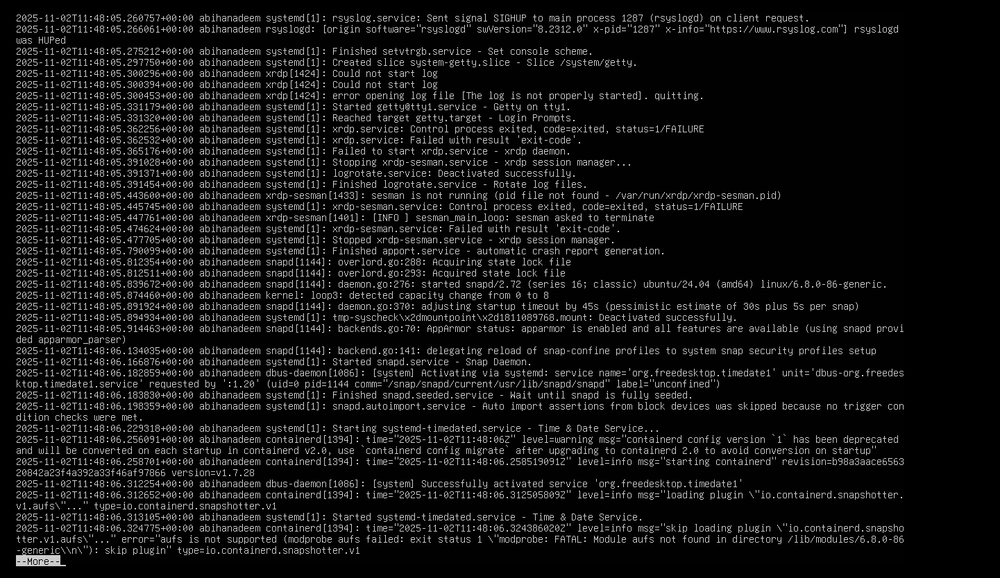 2025-11-02T11:48:05.260757+00:00 abihanadeem systemd[1]: rsyslog.service: Sent signal SIGHUP to main process 1287 (rsyslogd) on client request.
2025-11-02T11:48:05.266061+00:00 abihanadeem rsyslogd: [origin software="rsyslogd" swVersion="8.2312.0" x-pid="1287" x-info="https://www.rsyslog.com"] rsyslogd
was HUPed
2025-11-02T11:48:05.275212+00:00 abihanadeem systemd[1]: Finished setvtrgb.service - Set console scheme.
2025-11-02T11:48:05.297750+00:00 abihanadeem systemd[1]: Created slice system-getty.slice - Slice /system/getty.
2025-11-02T11:48:05.300296+00:00 abihanadeem xrdp[1424]: Could not start log
2025-11-02T11:48:05.300394+00:00 abihanadeem xrdp[1424]: Could not start log
2025-11-02T11:48:05.300453+00:00 abihanadeem xrdp[1424]: error opening log file [The log is not properly started]. quitting.
2025-11-02T11:48:05.331179+00:00 abihanadeem systemd[1]: Started getty@tty1.service - Getty on tty1.
2025-11-02T11:48:05.331320+00:00 abihanadeem systemd[1]: Reached target getty.target - Login Prompts.
2025-11-02T11:48:05.362256+00:00 abihanadeem systemd[1]: xrdp.service: Control process exited, code=exited, status=1/FAILURE
2025-11-02T11:48:05.362532+00:00 abihanadeem systemd[1]: xrdp.service: Failed with result 'exit-code'.
2025-11-02T11:48:05.365176+00:00 abihanadeem systemd[1]: Failed to start xrdp.service - xrdp daemon.
2025-11-02T11:48:05.391028+00:00 abihanadeem systemd[1]: Stopping xrdp-sesman.service - xrdp session manager...
2025-11-02T11:48:05.391371+00:00 abihanadeem systemd[1]: logrotate.service: Deactivated successfully.
2025-11-02T11:48:05.391454+00:00 abihanadeem systemd[1]: Finished logrotate.service - Rotate log files.
2025-11-02T11:48:05.443600+00:00 abihanadeem xrdp-sesman[1433]: sesman is not running (pid file not found - /var/run/xrdp/xrdp-sesman.pid)
2025-11-02T11:48:05.445745+00:00 abihanadeem systemd[1]: xrdp-sesman.service: Control process exited, code=exited, status=1/FAILURE
2025-11-02T11:48:05.447761+00:00 abihanadeem xrdp-sesman[1401]: [INFO ] sesman_main_loop: sesman asked to terminate
2025-11-02T11:48:05.474624+00:00 abihanadeem systemd[1]: xrdp-sesman.service: Failed with result 'exit-code'.
2025-11-02T11:48:05.477705+00:00 abihanadeem systemd[1]: Stopped xrdp-sesman.service - xrdp session manager.
2025-11-02T11:48:05.790099+00:00 abihanadeem systemd[1]: Finished apport.service - automatic crash report generation.
2025-11-02T11:48:05.812354+00:00 abihanadeem snapd[1144]: overlord.go:288: Acquiring state lock file
2025-11-02T11:48:05.812511+00:00 abihanadeem snapd[1144]: overlord.go:293: Acquired state lock file
2025-11-02T11:48:05.839672+00:00 abihanadeem snapd[1144]: daemon.go:276: started snapd/2.72 (series 16; classic) ubuntu/24.04 (amd64) linux/6.8.0-86-generic.
2025-11-02T11:48:05.874460+00:00 abihanadeem kernel: loop3: detected capacity change from 0 to 8
2025-11-02T11:48:05.891924+00:00 abihanadeem snapd[1144]: daemon.go:370: adjusting startup timeout by 45s (pessimistic estimate of 30s plus 5s per snap)
2025-11-02T11:48:05.894934+00:00 abihanadeem systemd[1]: tmp-syscheck\x2dmountpoint\x2d1811089768.mount: Deactivated successfully.
2025-11-02T11:48:05.914463+00:00 abihanadeem snapd[1144]: backends.go:70: AppArmor status: apparmor is enabled and all features are available (using snapd provi
ded apparmor_parser)
2025-11-02T11:48:06.134035+00:00 abihanadeem snapd[1144]: backend.go:141: delegating reload of snap-confine profiles to system snap security profiles setup
2025-11-02T11:48:06.166876+00:00 abihanadeem systemd[1]: Started snapd.service - Snap Daemon.
2025-11-02T11:48:06.182859+00:00 abihanadeem dbus-daemon[1086]: [system] Activating via systemd: service name='org.freedesktop.timedate1' unit='dbus-org.freedes
ktop.timedate1.service' requested by ':1.20' (uid=0 pid=1144 comm="/snap/snapd/current/usr/lib/snapd/snapd" label="unconfined")
2025-11-02T11:48:06.183830+00:00 abihanadeem systemd[1]: Finished snapd.seeded.service - Wait until snapd is fully seeded.
2025-11-02T11:48:06.198359+00:00 abihanadeem systemd[1]: snapd.autoimport.service - Auto import assertions from block devices was skipped because no trigger con
dition checks were met.
2025-11-02T11:48:06.229318+00:00 abihanadeem systemd[1]: Starting systemd-timedated.service - Time & Date Service...
2025-11-02T11:48:06.256091+00:00 abihanadeem containerd[1394]: time="2025-11-02T11:48:06Z" level=warning msg="containerd config version `1` has been deprecated
and will be converted on each startup in containerd v2.0, use `containerd config migrate` after upgrading to containerd 2.0 to avoid conversion on startup"
2025-11-02T11:48:06.258701+00:00 abihanadeem containerd[1394]: time="2025-11-02T11:48:06.258519091Z" level=info msg="starting containerd" revision=b98a3aace6563
20842a23f4a392a33f46af97866 version=v1.7.28
2025-11-02T11:48:06.312254+00:00 abihanadeem dbus-daemon[1086]: [system] Successfully activated service 'org.freedesktop.timedate1'
2025-11-02T11:48:06.312652+00:00 abihanadeem containerd[1394]: time="2025-11-02T11:48:06.312505809Z" level=info msg="loading plugin \"io.containerd.snapshotter.
v1.aufs\"..." type=io.containerd.snapshotter.v1
2025-11-02T11:48:06.313105+00:00 abihanadeem systemd[1]: Started systemd-timedated.service - Time & Date Service.
2025-11-02T11:48:06.324775+00:00 abihanadeem containerd[1394]: time="2025-11-02T11:48:06.324386020Z" level=info msg="skip loading plugin \"io.containerd.snapsho
tter.v1.aufs\"..." error="aufs is not supported (modprobe aufs failed: exit status 1 \"modprobe: FATAL: Module aufs not found in directory /lib/modules/6.8.0-86
-generic\\n\"): skip plugin" type=io.containerd.snapshotter.v1
--More--